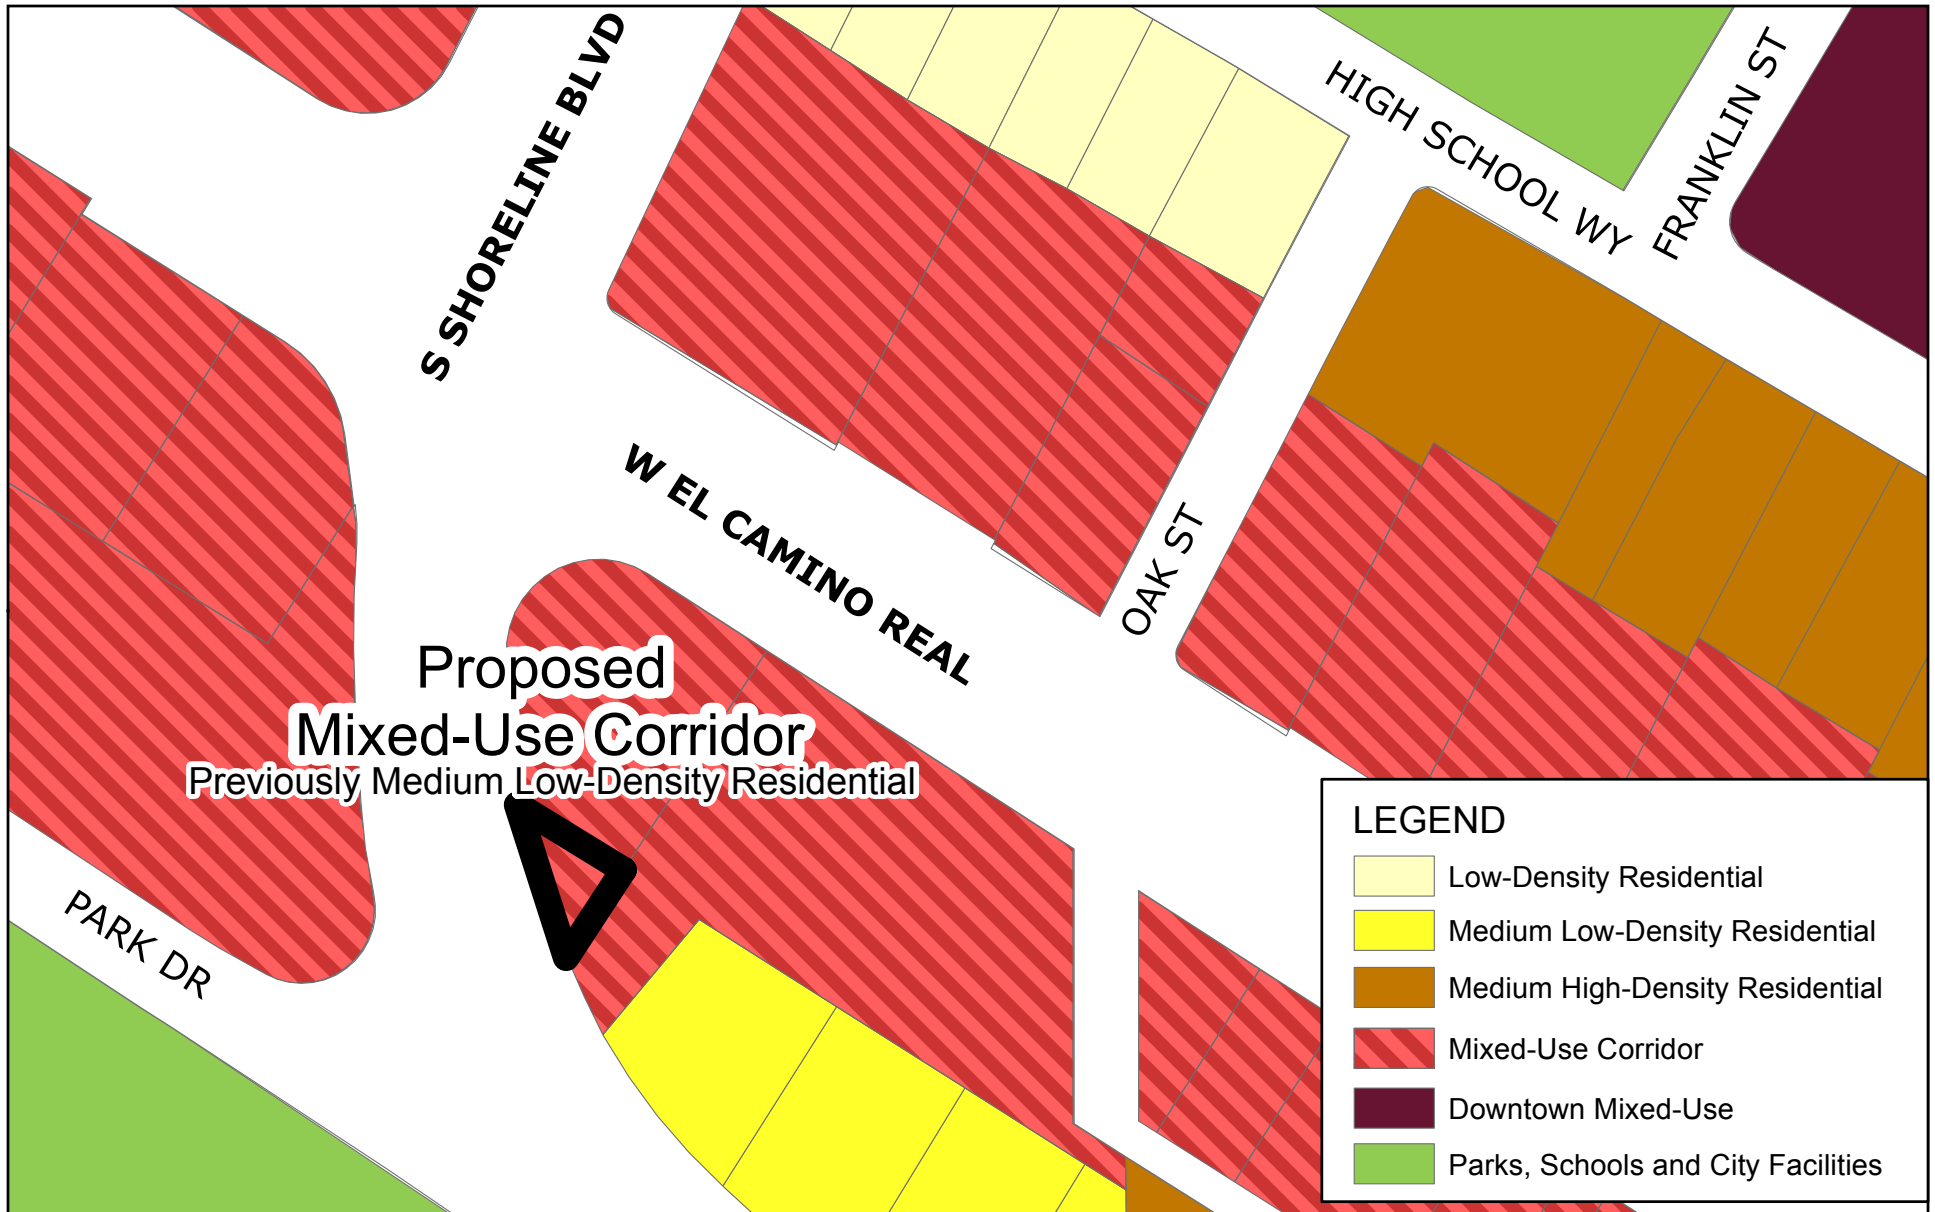 S SHORELINE BLVD
HIGH SCHOOL WY
FRANKLIN ST
W EL CAMINO REAL
OAK ST
Proposed
Mixed-Use Corridor
Previously Medium Low-Density Residential
PARK DR
LEGEND
Low-Density Residential
Medium Low-Density Residential
Medium High-Density Residential
Mixed-Use Corridor
Downtown Mixed-Use
Parks, Schools and City Facilities